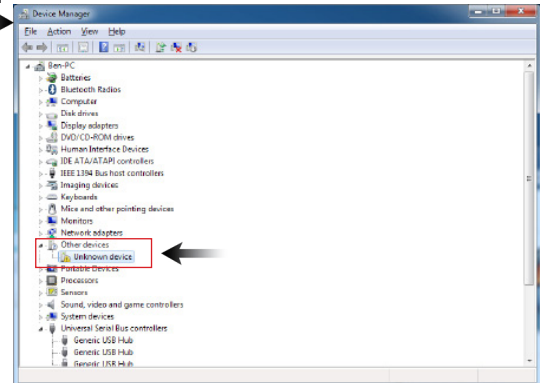 Device Manager
File Action View Help
Ben-PC
Batteries
Bluetooth Radios
Computer
Disk drives
Display adapters
DVD/CD-ROM drives
Human Interface Devices
IDE ATA/ATAPI controllers
IEEE 1394 Bus host controllers
Imaging devices
Keyboards
Mice and other pointing devices
Monitors
Network adapters
Other devices
Unknown device
Portable Devices
Processors
Sensors
Sound, video and game controllers
System devices
Universal Serial Bus controllers
Generic USB Hub
Generic USB Hub
Generic USB Hub